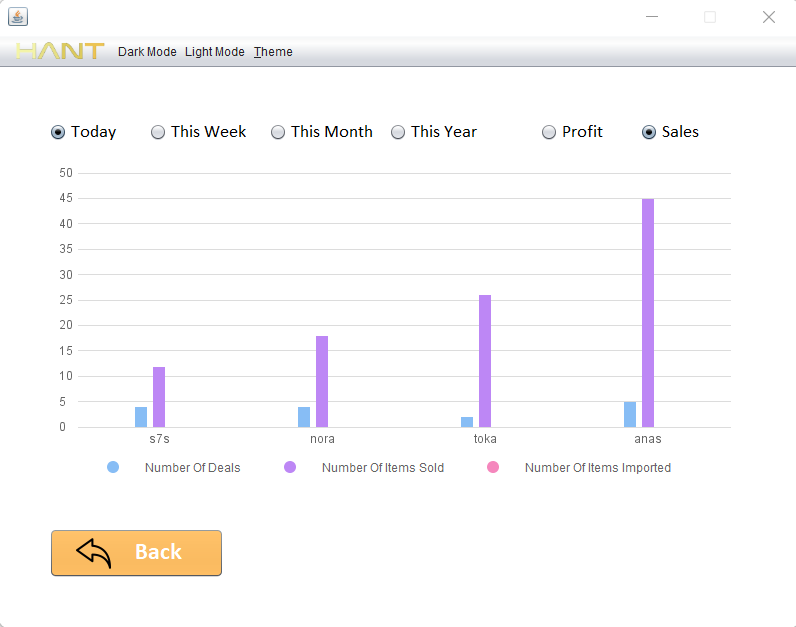 HANT Dark Mode Light Mode Theme
Today This Week This Month This Year Profit Sales
50
45
40
35
30
25
20
15
10
5
0
s7s nora toka anas
Number Of Deals Number Of Items Sold Number Of Items Imported
Back